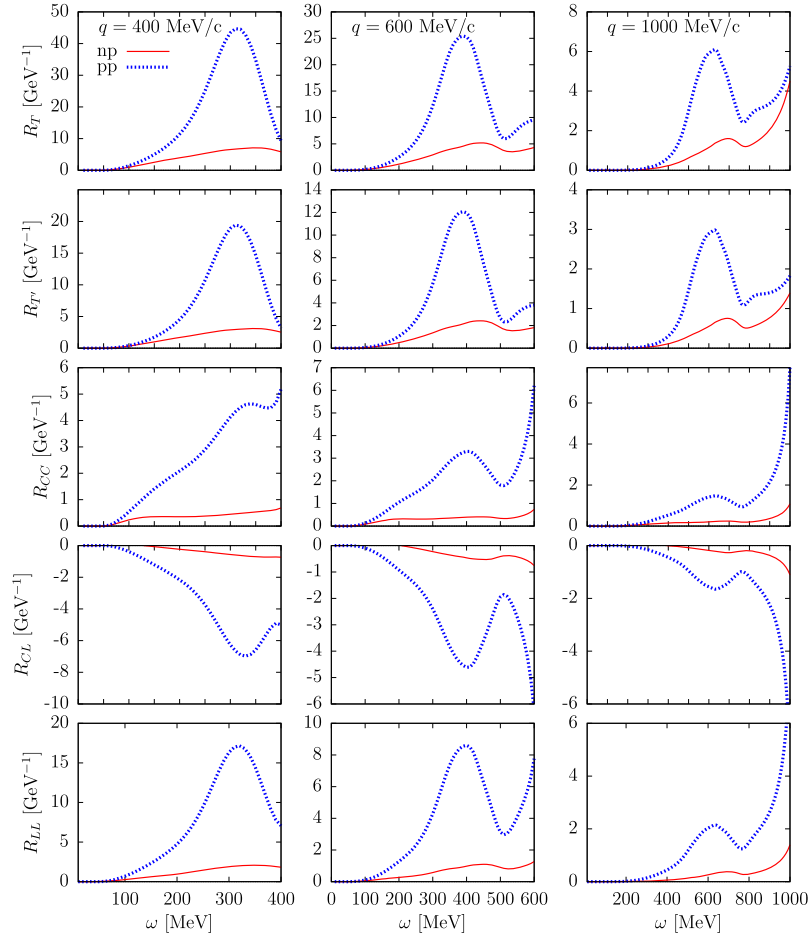 q = 400 MeV/c q = 600 MeV/c q = 1000 MeV/c
np
pp
R_T [GeV⁻¹]
50 40 30 20 10 0
30 25 20 15 10 5 0
8 6 4 2 0
R_T′ [GeV⁻¹]
20 15 10 5 0
14 12 10 8 6 4 2 0
4 3 2 1 0
R_CC [GeV⁻¹]
6 5 4 3 2 1 0
7 6 5 4 3 2 1 0
6 4 2 0
R_CL [GeV⁻¹]
0 -2 -4 -6 -8 -10
0 -1 -2 -3 -4 -5 -6
0 -2 -4 -6
R_LL [GeV⁻¹]
20 15 10 5 0
10 8 6 4 2 0
6 4 2 0
100 200 300 400 0 100 200 300 400 500 600 200 400 600 800 1000
ω [MeV] ω [MeV] ω [MeV]